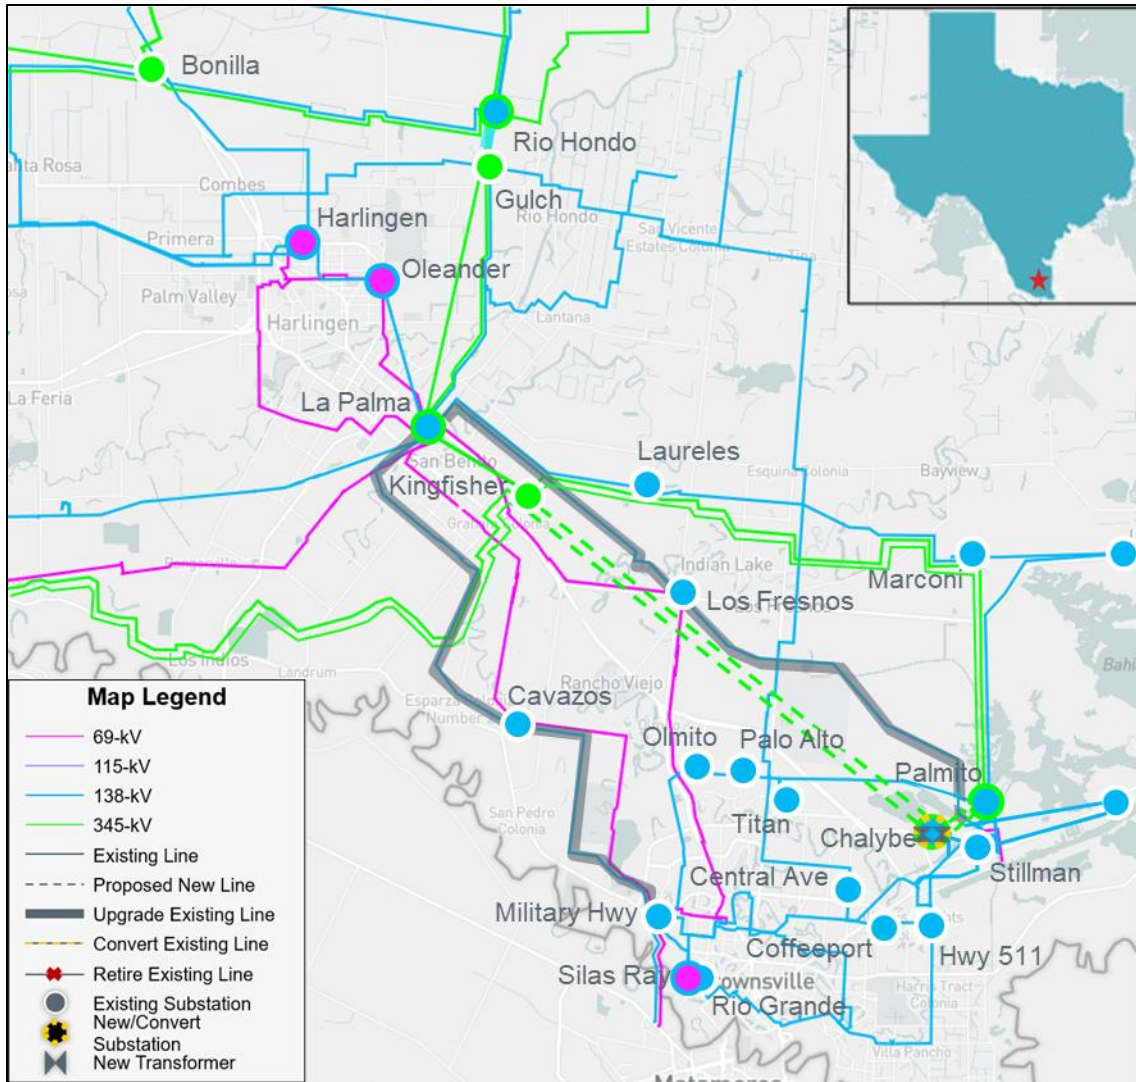 Bonilla
Rio Hondo
Gulch
Combes
Rio Hondo
Harlingen
San Vicente
Estates Colonia
Primera
Oleander
La Tina
Palm Valley
Harlingen
Lantana
La Feria
La Palma
Laureles
San Benito
Esquina Colonia
Bayview
Kingfisher
Marconi
Indian Lake
Los Fresnos
Los Fresnos
Los Indios
Landrum
Rancho Viejo
Cavazos
Number
Olmito
Palo Alto
Palmito
Titan
Chalybe
San Pedro
Colonia
Stillman
Central Ave
Military Hwy
Coffeeport
Hwy 511
Silas Ray
ownsville
Rio Grande
Harris Tract
Colonia
Villa Pancho
Map Legend
69-kV
115-kV
138-kV
345-kV
Existing Line
Proposed New Line
Upgrade Existing Line
Convert Existing Line
Retire Existing Line
Existing Substation
New/Convert
Substation
New Transformer